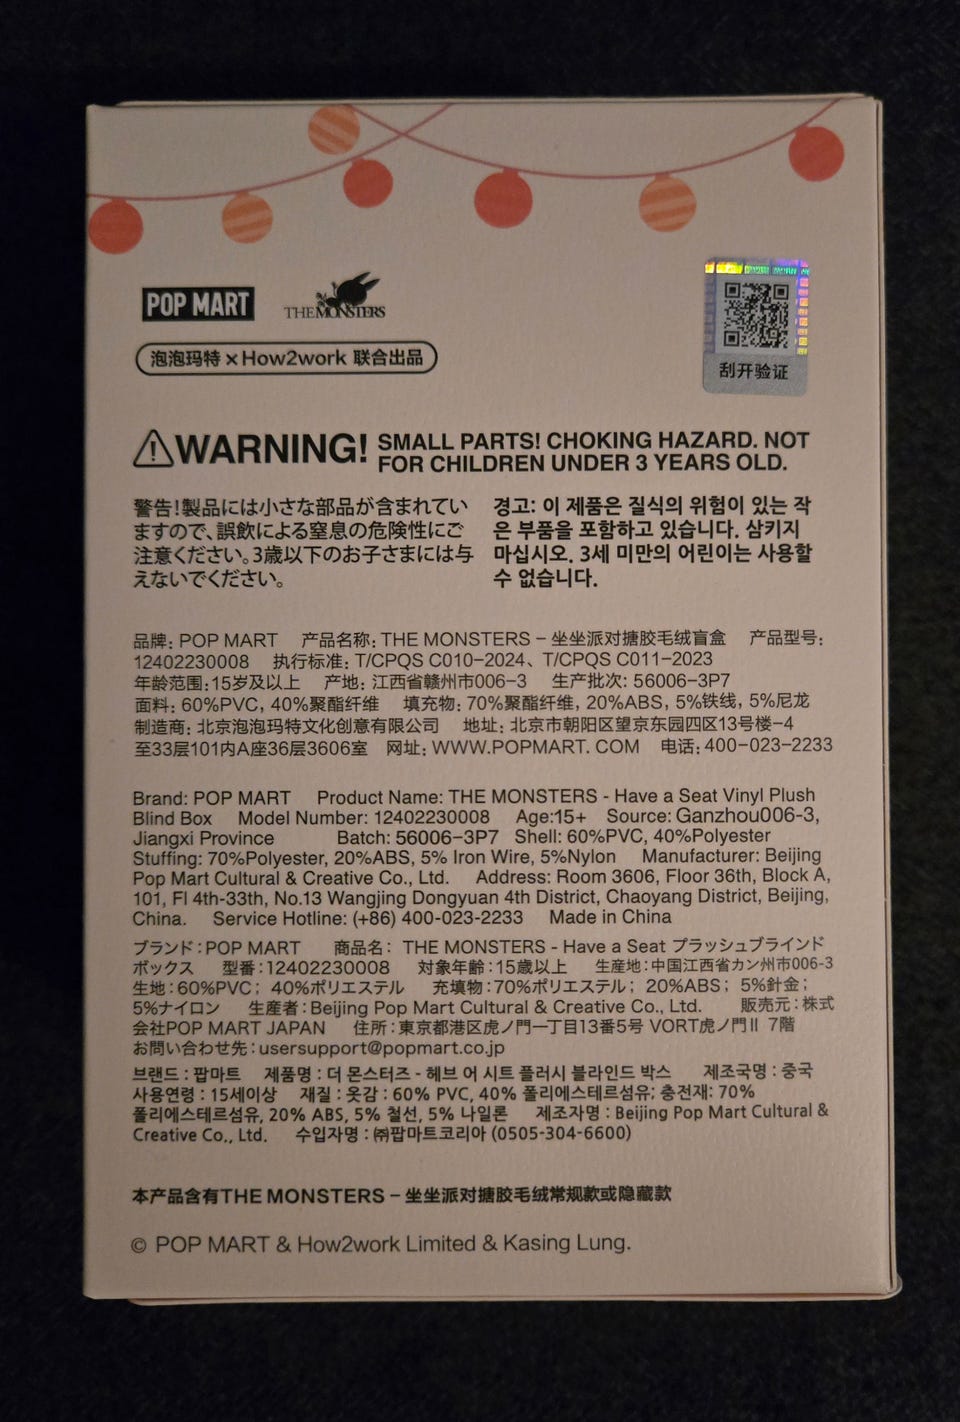 POP MART
THE MONSTERS
泡泡玛特×How2work 联合出品
刮开验证
WARNING! SMALL PARTS! CHOKING HAZARD. NOT
FOR CHILDREN UNDER 3 YEARS OLD.
警告!製品には小さな部品が含まれてい
ますので、誤飲による窒息の危険性にご
注意ください。3歳以下のお子さまには与
えないでください。
경고: 이 제품은 질식의 위험이 있는 작
은 부품을 포함하고 있습니다. 삼키지
마십시오. 3세 미만의 어린이는 사용할
수 없습니다.
品牌: POP MART 产品名称: THE MONSTERS – 坐坐派对搪胶毛绒盲盒 产品型号:
12402230008 执行标准: T/CPQS C010–2024、T/CPQS C011–2023
年龄范围:15岁及以上 产地: 江西省赣州市006–3 生产批次: 56006–3P7
面料: 60%PVC, 40%聚酯纤维 填充物: 70%聚酯纤维, 20%ABS, 5%铁线, 5%尼龙
制造商: 北京泡泡玛特文化创意有限公司 地址: 北京市朝阳区望京东园四区13号楼–4
至33层101内A座36层3606室 网址: WWW.POPMART. COM 电话: 400–023–2233
Brand: POP MART Product Name: THE MONSTERS - Have a Seat Vinyl Plush
Blind Box Model Number: 12402230008 Age:15+ Source: Ganzhou006-3,
Jiangxi Province Batch: 56006–3P7 Shell: 60%PVC, 40%Polyester
Stuffing: 70%Polyester, 20%ABS, 5% Iron Wire, 5%Nylon Manufacturer: Beijing
Pop Mart Cultural & Creative Co., Ltd. Address: Room 3606, Floor 36th, Block A,
101, Fl 4th-33th, No.13 Wangjing Dongyuan 4th District, Chaoyang District, Beijing,
China. Service Hotline: (+86) 400-023-2233 Made in China
ブランド:POP MART 商品名: THE MONSTERS - Have a Seat プラッシュブラインド
ボックス 型番:12402230008 対象年齢:15歳以上 生産地:中国江西省カン州市006-3
生地:60%PVC; 40%ポリエステル 充填物:70%ポリエステル; 20%ABS; 5%針金;
5%ナイロン 生産者:Beijing Pop Mart Cultural & Creative Co., Ltd. 販売元:株式
会社POP MART JAPAN 住所:東京都港区虎ノ門一丁目13番5号 VORT虎ノ門Ⅱ 7階
お問い合わせ先:usersupport@popmart.co.jp
브랜드 : 팝마트 제품명 : 더 몬스터즈 - 헤브 어 시트 플러시 블라인드 박스 제조국명 : 중국
사용연령 : 15세이상 재질 : 옷감 : 60% PVC, 40% 폴리에스테르섬유; 충전재: 70%
폴리에스테르섬유, 20% ABS, 5% 철선, 5% 나일론 제조자명 : Beijing Pop Mart Cultural &
Creative Co., Ltd. 수입자명 : ㈜팝마트코리아 (0505-304-6600)
本产品含有THE MONSTERS – 坐坐派对搪胶毛绒常规款或隐藏款
© POP MART & How2work Limited & Kasing Lung.